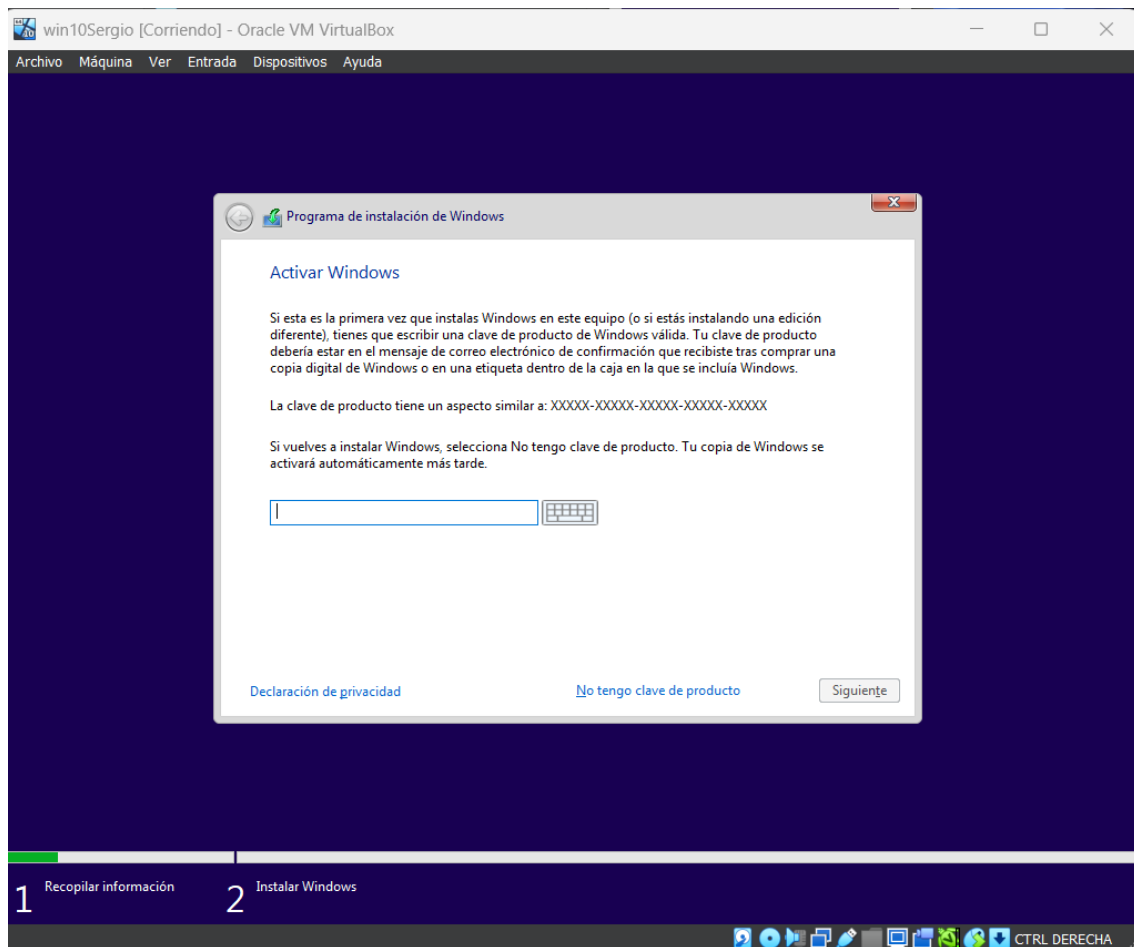 win10Sergio [Corriendo] - Oracle VM VirtualBox
Archivo Máquina Ver Entrada Dispositivos Ayuda
Programa de instalación de Windows
Activar Windows
Si esta es la primera vez que instalas Windows en este equipo (o si estás instalando una edición
diferente), tienes que escribir una clave de producto de Windows válida. Tu clave de producto
debería estar en el mensaje de correo electrónico de confirmación que recibiste tras comprar una
copia digital de Windows o en una etiqueta dentro de la caja en la que se incluía Windows.
La clave de producto tiene un aspecto similar a: XXXXX-XXXXX-XXXXX-XXXXX-XXXXX
Si vuelves a instalar Windows, selecciona No tengo clave de producto. Tu copia de Windows se
activará automáticamente más tarde.
Declaración de privacidad No tengo clave de producto Siguiente
1 Recopilar información 2 Instalar Windows
CTRL DERECHA